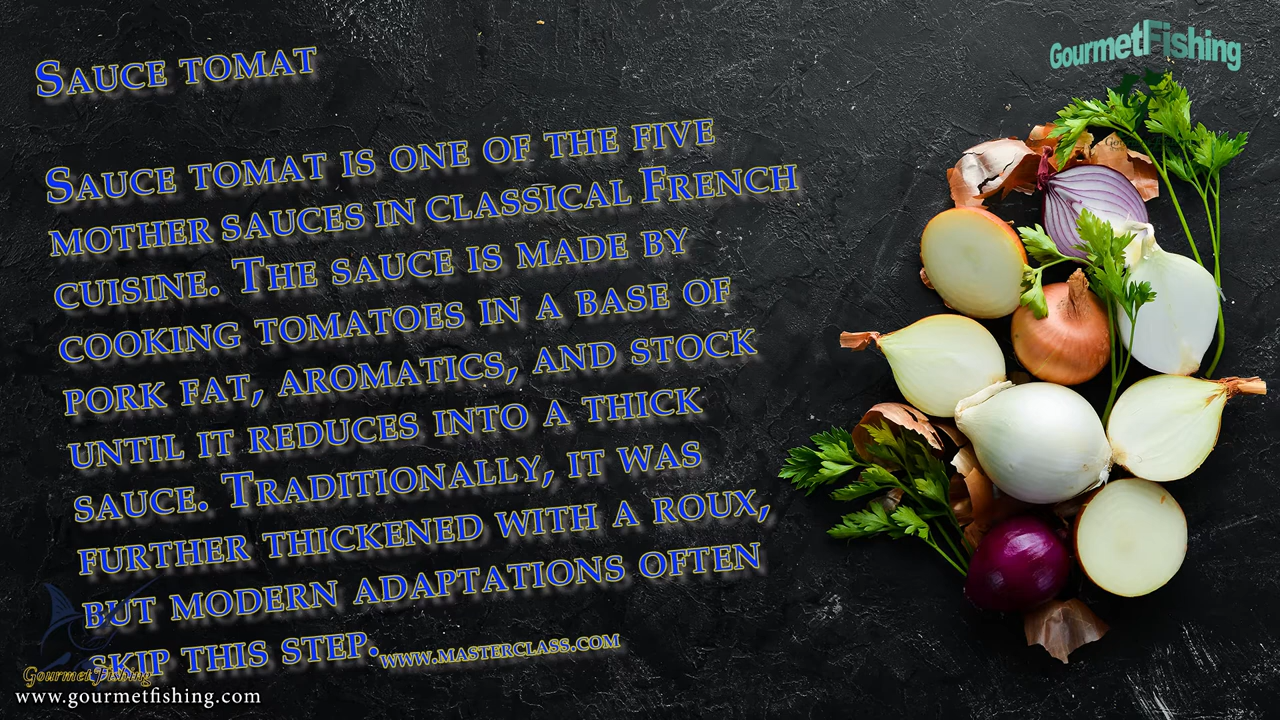 GourmetFishing
Sauce tomat
Sauce tomat is one of the five
mother sauces in classical French
cuisine. The sauce is made by
cooking tomatoes in a base of
pork fat, aromatics, and stock
until it reduces into a thick
sauce. Traditionally, it was
further thickened with a roux,
but modern adaptations often
skip this step.
www.masterclass.com
GourmetFishing
www.gourmetfishing.com